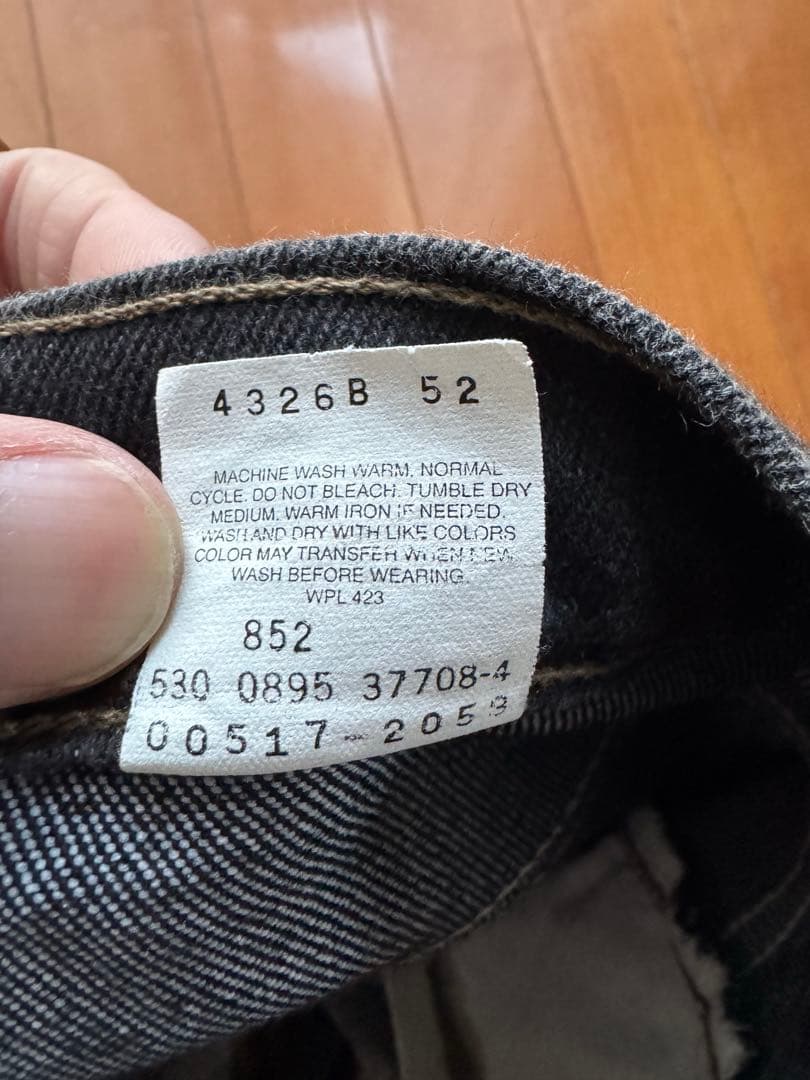 4326B 52
MACHINE WASH WARM, NORMAL
CYCLE. DO NOT BLEACH. TUMBLE DRY
MEDIUM. WARM IRON IF NEEDED.
WASH AND DRY WITH LIKE COLORS
COLOR MAY TRANSFER WHEN NEW.
WASH BEFORE WEARING.
WPL 423
852
530 0895 37708-4
00517 - 2059